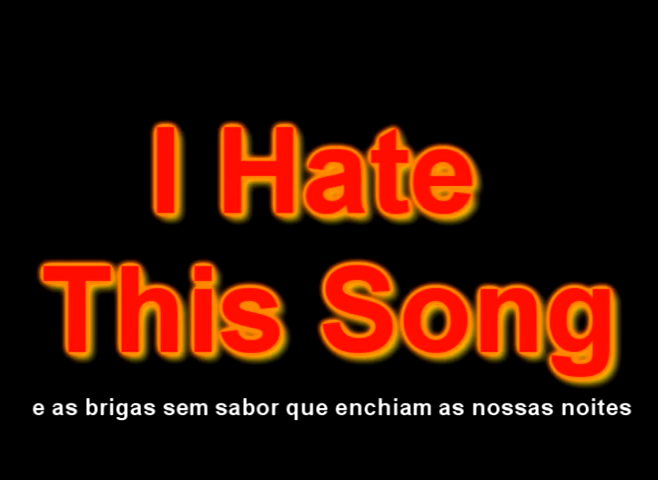 I Hate
This Song
e as brigas sem sabor que enchiam as nossas noites